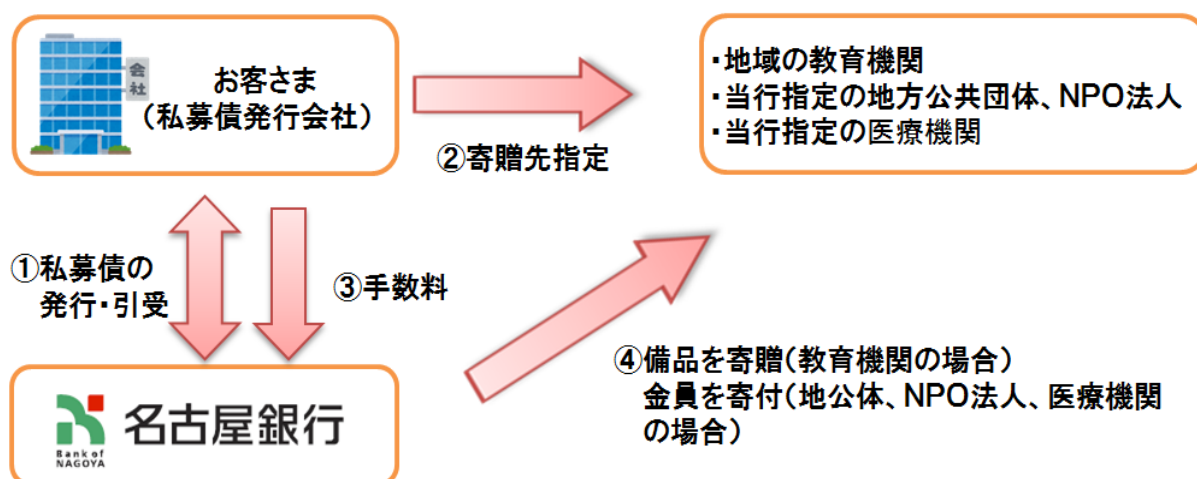 会社
お客さま
（私募債発行会社）
・地域の教育機関
・当行指定の地方公共団体、NPO法人
・当行指定の医療機関
②寄贈先指定
①私募債の
発行・引受
③手数料
④備品を寄贈（教育機関の場合）
金員を寄付（地公体、NPO法人、医療機関
の場合）
名古屋銀行
Bank of
NAGOYA